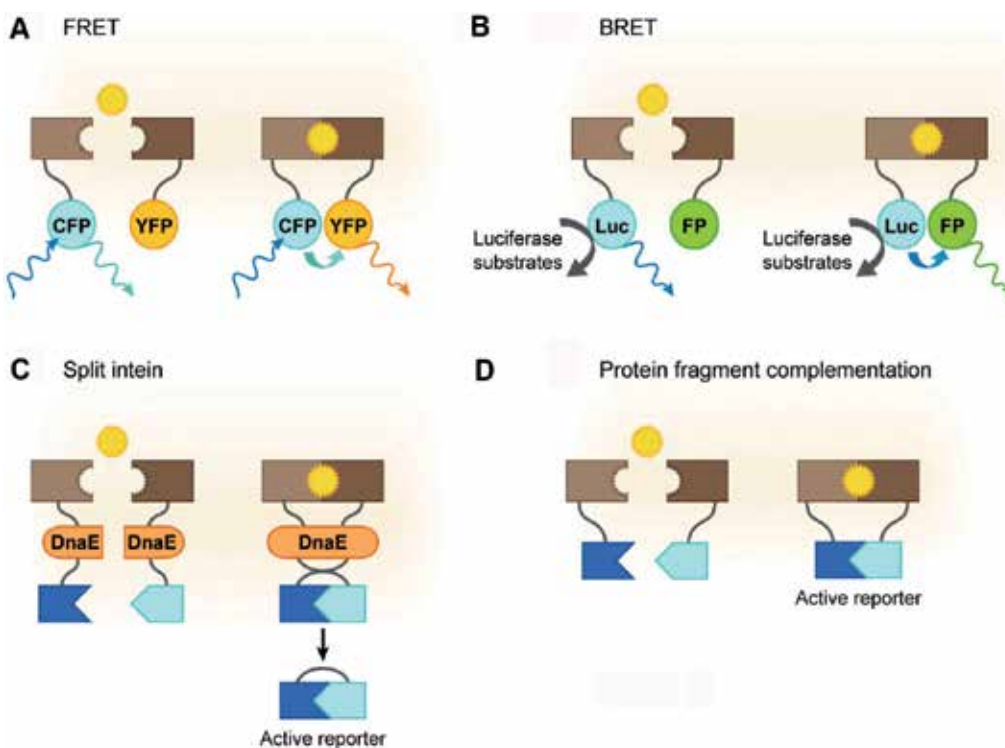 A FRET
B BRET
CFP YFP CFP YFP
Luc FP Luc FP
Luciferase
substrates
Luciferase
substrates
C Split intein
D Protein fragment complementation
DnaE DnaE DnaE
Active reporter
Active reporter